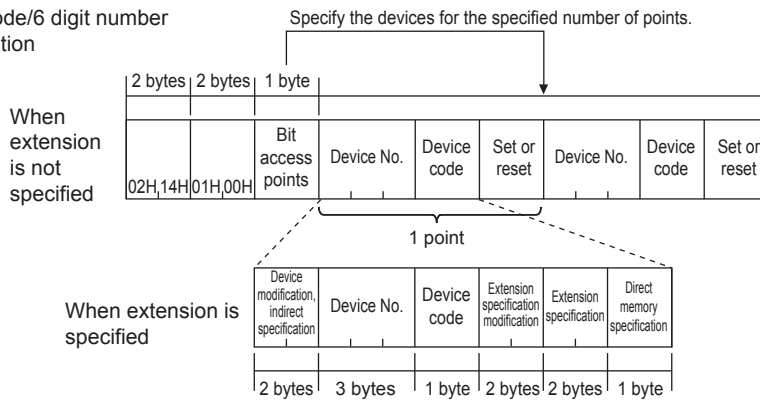 ode/6 digit number
tion
Specify the devices for the specified number of points.
2 bytes 2 bytes 1 byte
When
extension
is not
specified
02H,14H 01H,00H
Bit
access
points
Device No.
Device
code
Set or
reset
Device No.
Device
code
Set or
reset
1 point
When extension is
specified
Device
modification,
indirect
specification
Device No.
Device
code
Extension
specification
modification
Extension
specification
Direct
memory
specification
2 bytes 3 bytes 1 byte 2 bytes 2 bytes 1 byte